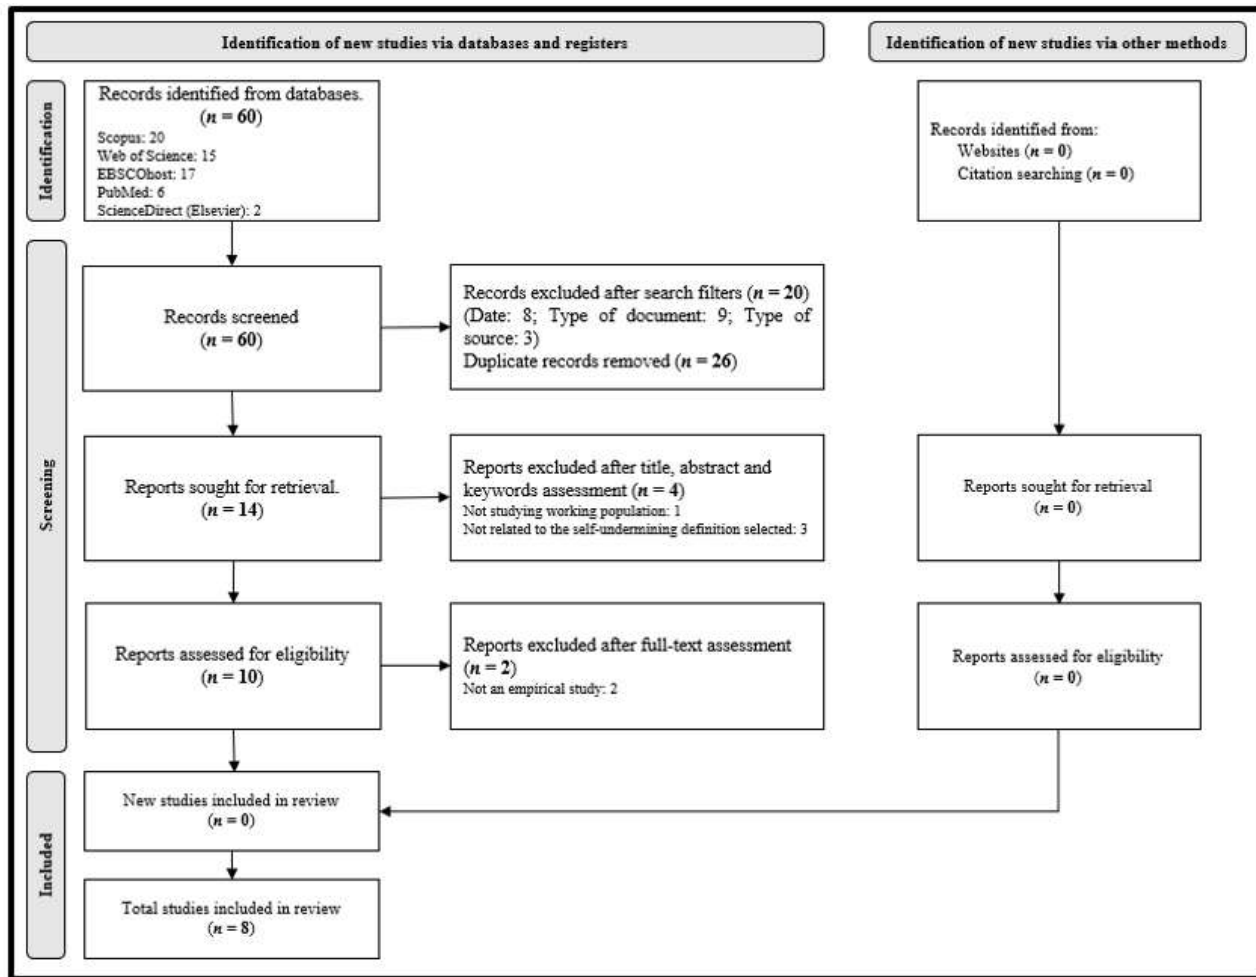 Identification of new studies via databases and registers
Identification of new studies via other methods
Identification
Records identified from databases.
(n = 60)
Scopus: 20
Web of Science: 15
EBSCOhost: 17
PubMed: 6
ScienceDirect (Elsevier): 2
Records identified from:
Websites (n = 0)
Citation searching (n = 0)
Screening
Records screened
(n = 60)
Records excluded after search filters (n = 20)
(Date: 8; Type of document: 9; Type of
source: 3)
Duplicate records removed (n = 26)
Reports sought for retrieval.
(n = 14)
Reports excluded after title, abstract and
keywords assessment (n = 4)
Not studying working population: 1
Not related to the self-undermining definition selected: 3
Reports sought for retrieval
(n = 0)
Reports assessed for eligibility
(n = 10)
Reports excluded after full-text assessment
(n = 2)
Not an empirical study: 2
Reports assessed for eligibility
(n = 0)
Included
New studies included in review
(n = 0)
Total studies included in review
(n = 8)